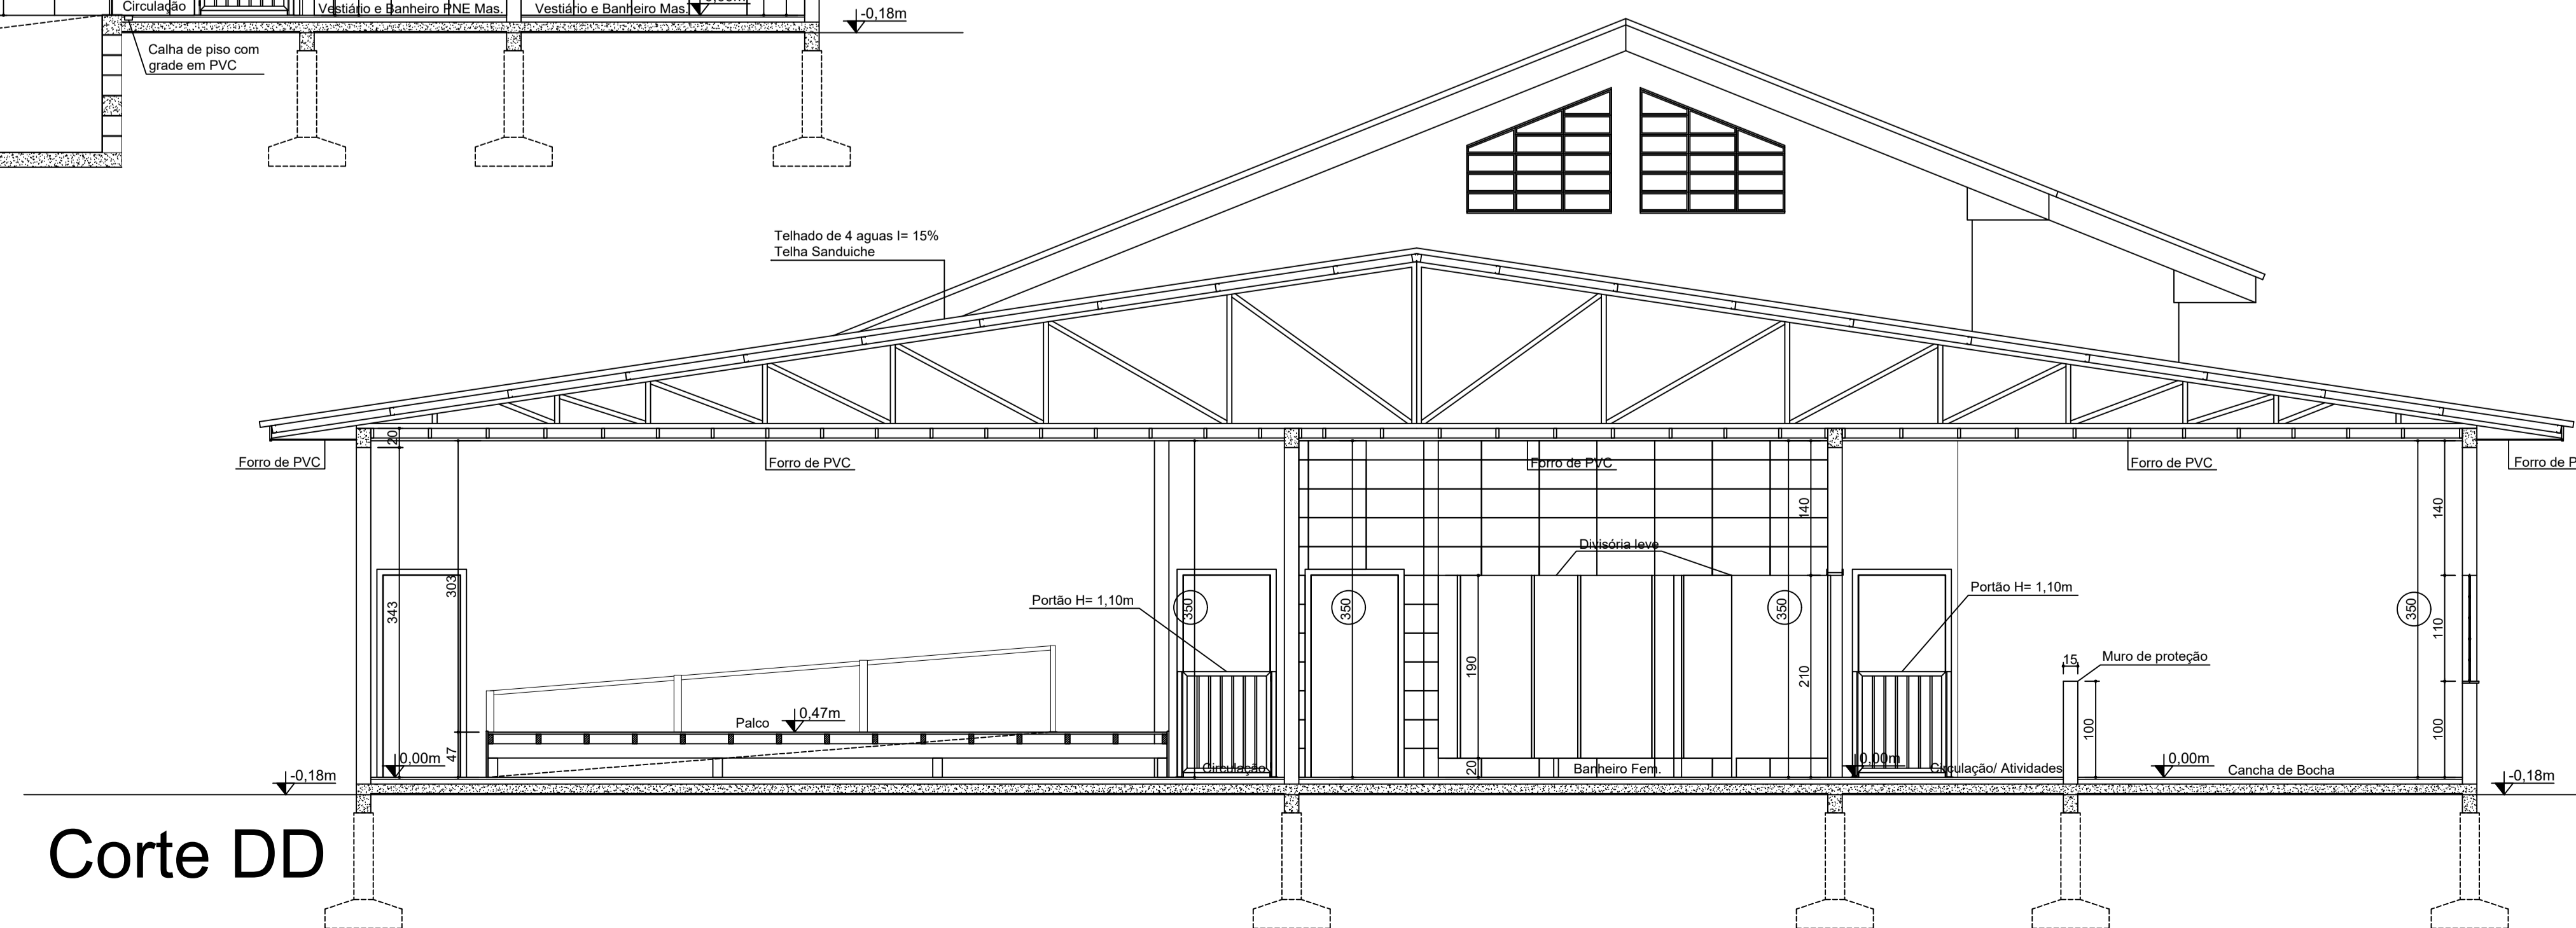 Circulação
Vestiário e Banheiro PNE Mas.
Vestiário e Banheiro Mas.
-0,18m
Calha de piso com
grade em PVC
Telhado de 4 aguas I= 15%
Telha Sanduiche
20
Forro de PVC
Forro de PVC
Forro de PVC
Forro de PVC
Forro de P
140
140
Divisória leve
303
343
Portão H= 1,10m
350
350
350
Portão H= 1,10m
350
110
15
Muro de proteção
190
210
Palco
0,47m
100
100
47
0,00m
-0,18m
Circulação
20
Banheiro Fem.
0,00m
Circulação/ Atividades
0,00m
Cancha de Bocha
-0,18m
Corte DD